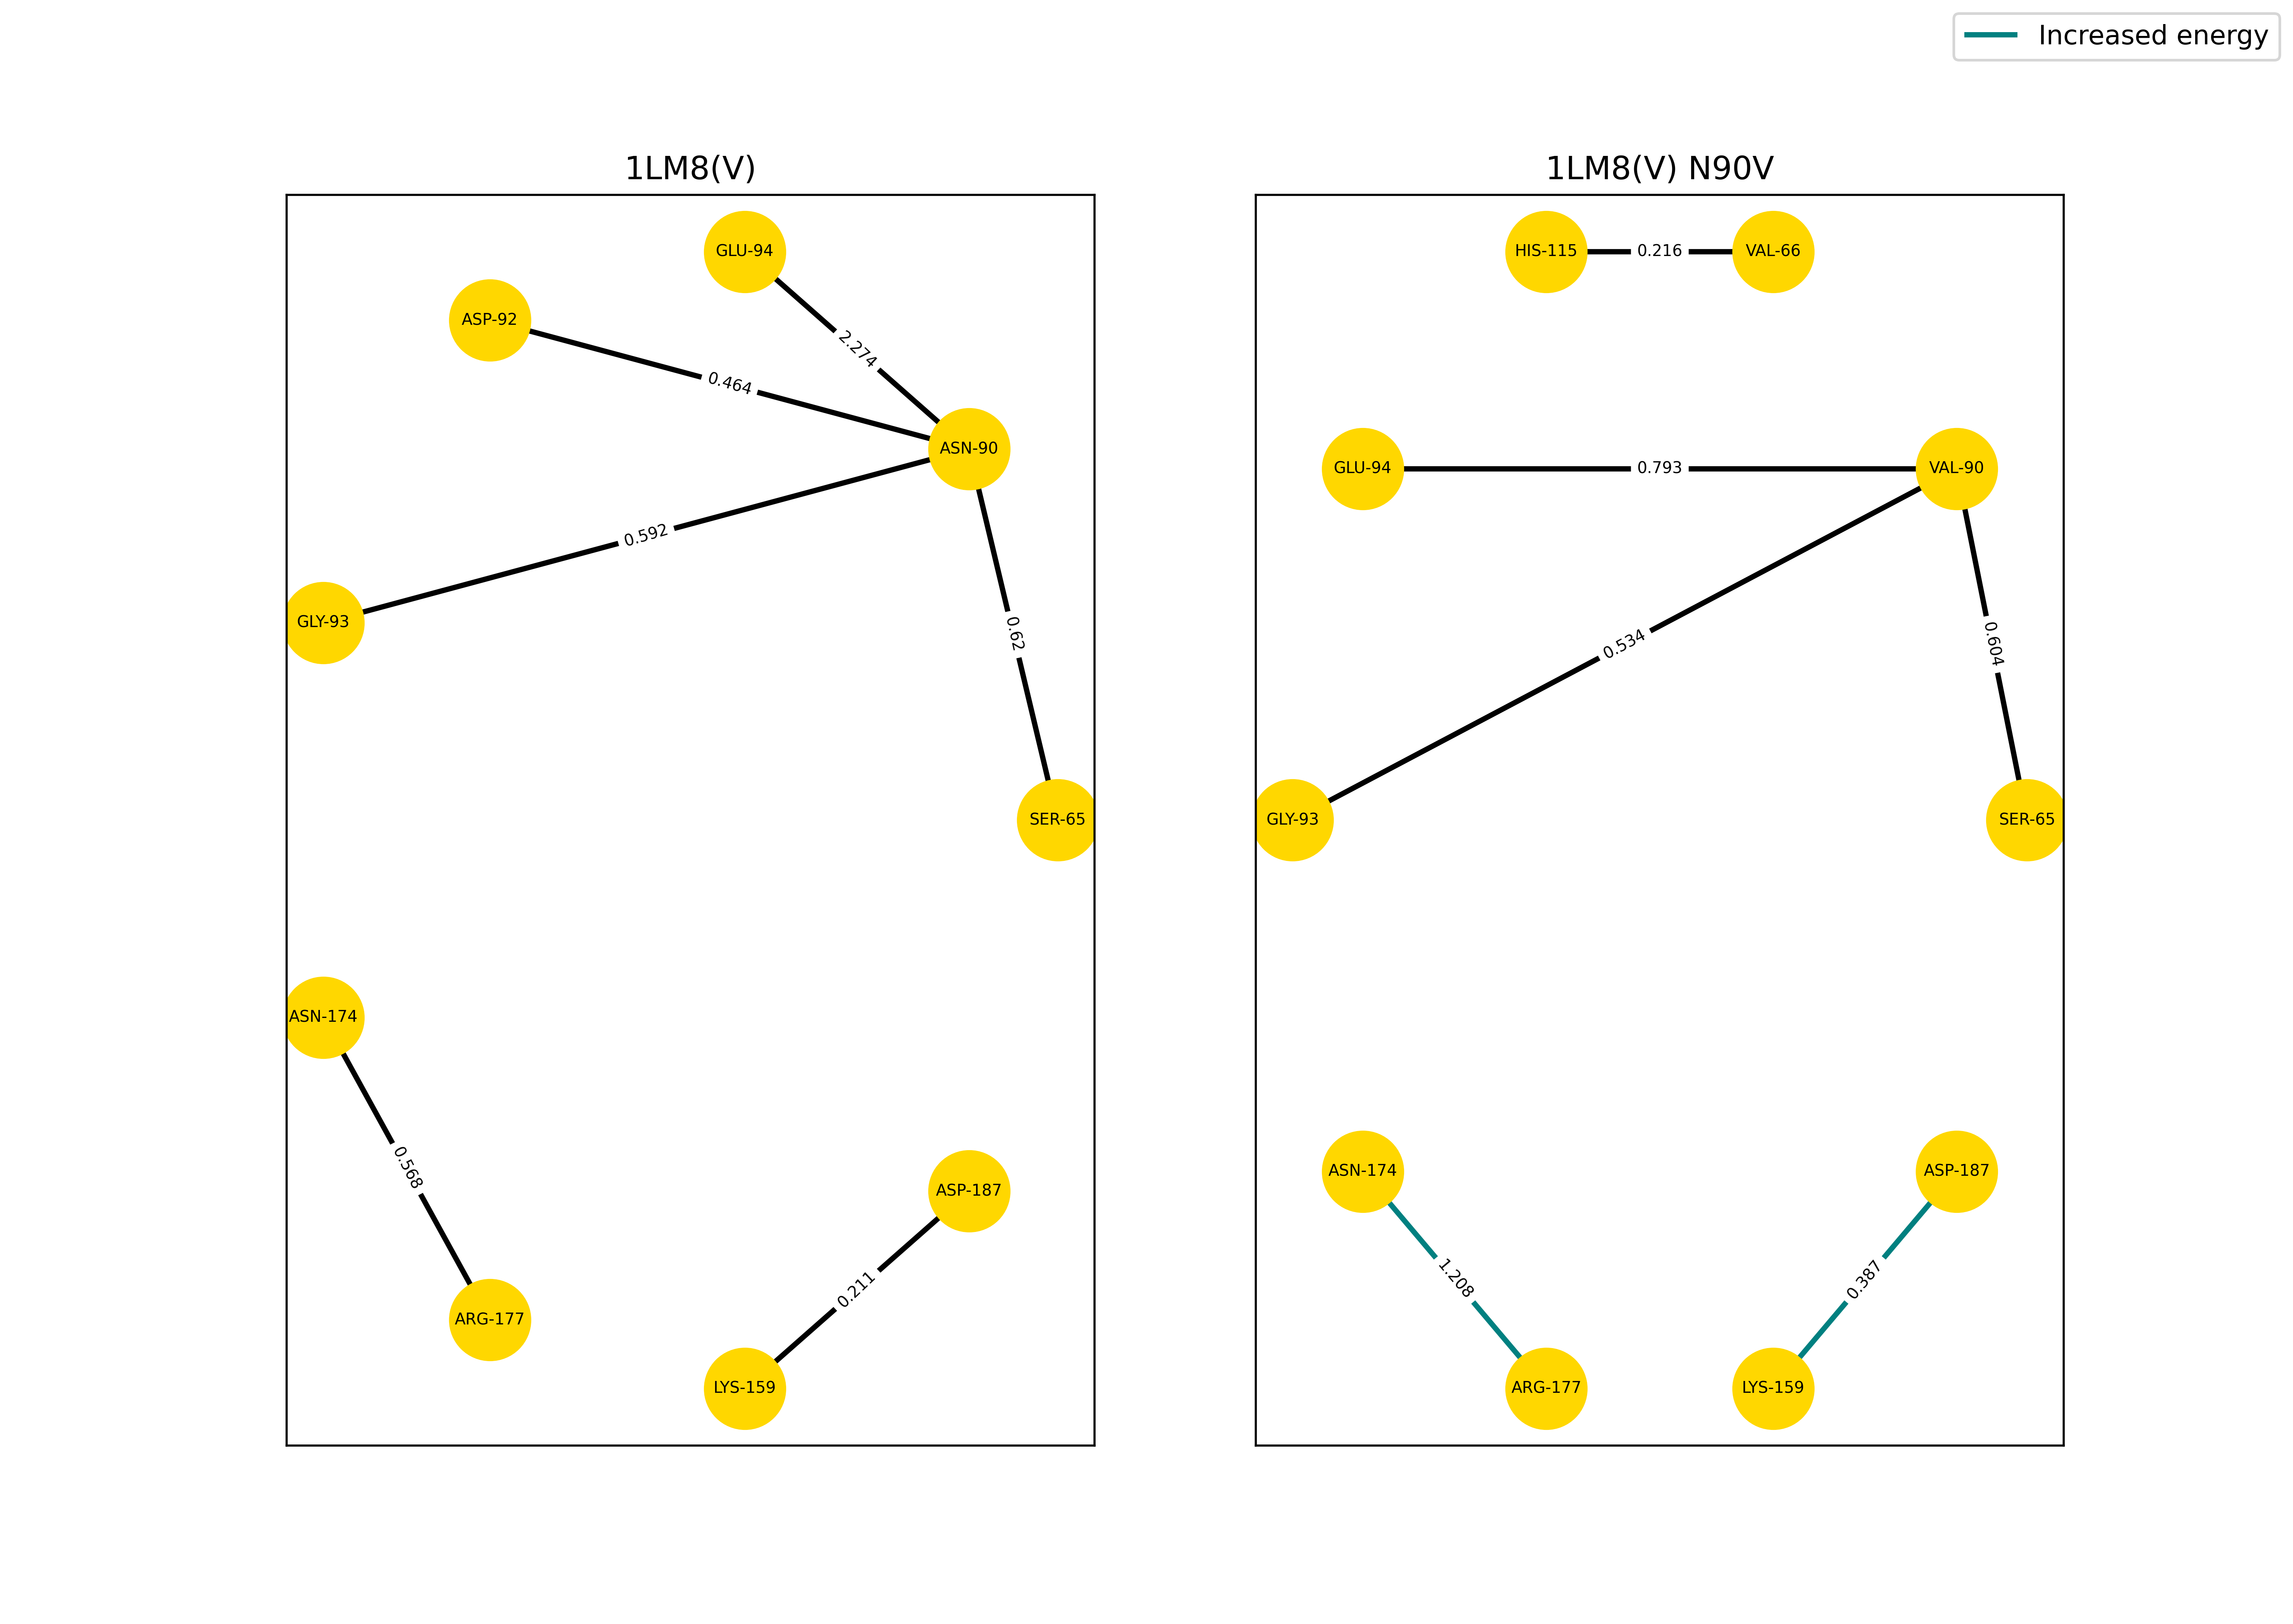 Increased energy
1LM8(V)
GLU-94
ASP-92
2.274
0.464
ASN-90
0.592
GLY-93
0.62
SER-65
ASN-174
0.568
ASP-187
0.211
ARG-177
LYS-159
1LM8(V) N90V
HIS-115 0.216 VAL-66
GLU-94 0.793 VAL-90
0.534
0.604
GLY-93
SER-65
ASN-174
ASP-187
1.208
0.387
ARG-177
LYS-159